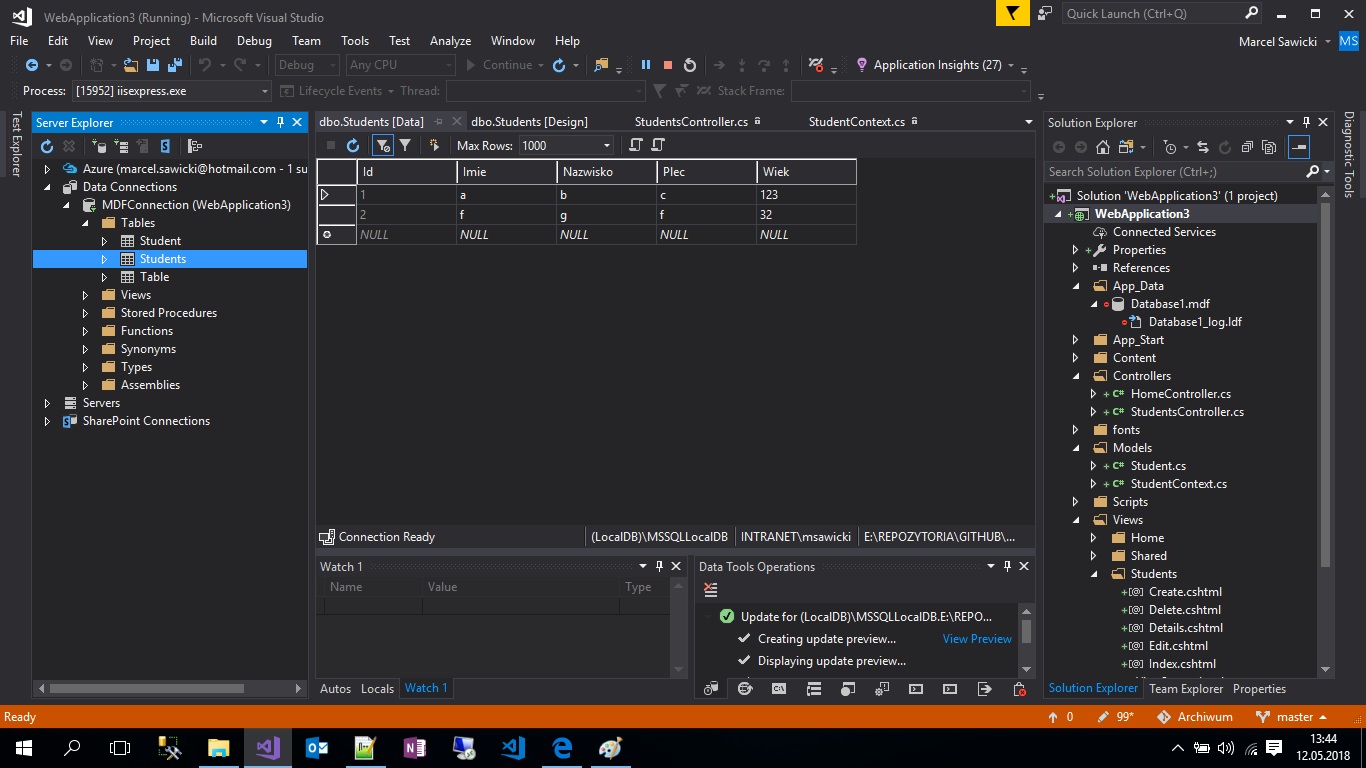 WebApplication3 (Running) - Microsoft Visual Studio
Quick Launch (Ctrl+Q)
File Edit View Project Build Debug Team Tools Test Analyze Window Help
Marcel Sawicki MS
Debug Any CPU Continue Application Insights (27)
Process: [15952] iisexpress.exe Lifecycle Events Thread: Stack Frame:
Test Explorer
Server Explorer
Azure (marcel.sawicki@hotmail.com - 1 su
Data Connections
MDFConnection (WebApplication3)
Tables
Student
Students
Table
Views
Stored Procedures
Functions
Synonyms
Types
Assemblies
Servers
SharePoint Connections
dbo.Students [Data] dbo.Students [Design] StudentsController.cs StudentContext.cs
Max Rows: 1000
Id Imie Nazwisko Plec Wiek
1 a b c 123
2 f g f 32
NULL NULL NULL NULL NULL
Connection Ready (LocalDB)\MSSQLLocalDB INTRANET\msawicki E:\REPOZYTORIA\GITHUB\...
Watch 1
Name Value Type
Autos Locals Watch 1
Data Tools Operations
Update for (LocalDB)\MSSQLLocalDB.E:\REPO...
Creating update preview... View Preview
Displaying update preview...
C:\
Solution Explorer
Search Solution Explorer (Ctrl+;)
Solution 'WebApplication3' (1 project)
WebApplication3
Connected Services
Properties
References
App_Data
Database1.mdf
Database1_log.ldf
App_Start
Content
Controllers
C# HomeController.cs
C# StudentsController.cs
fonts
Models
C# Student.cs
C# StudentContext.cs
Scripts
Views
Home
Shared
Students
[@] Create.cshtml
[@] Delete.cshtml
[@] Details.cshtml
[@] Edit.cshtml
[@] Index.cshtml
Solution Explorer Team Explorer Properties
Diagnostic Tools
Ready 0 99* Archiwum master
13:44
12.05.2018